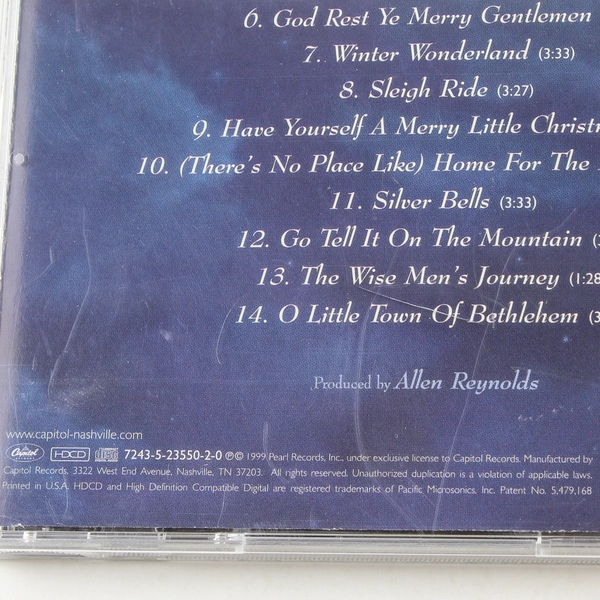 6. God Rest Ye Merry Gentlemen
7. Winter Wonderland (3:33)
8. Sleigh Ride (3:27)
9. Have Yourself A Merry Little
10. (There's No Place Like) Home For The
11. Silver Bells (3:33)
12. Go Tell It On The Mountain
13. The Wise Men's Journey (1:28
14. O Little Town Of Bethlehem
Produced by Allen Reynolds
www.capitol-nashville.com
Capitol HDCD 7243-5-23550-2-0 ℗© 1999 Pearl Records, Inc., under exclusive license to Capitol Records. Manufactured by
Capitol Records. 3322 West End Avenue, Nashville, TN 37203. All rights reserved. Unauthorized duplication is a violation of applicable laws.
Printed in U.S.A. HDCD and High Definition Compatible Digital are registered trademarks of Pacific Microsonics, Inc. Patent No. 5,479,168